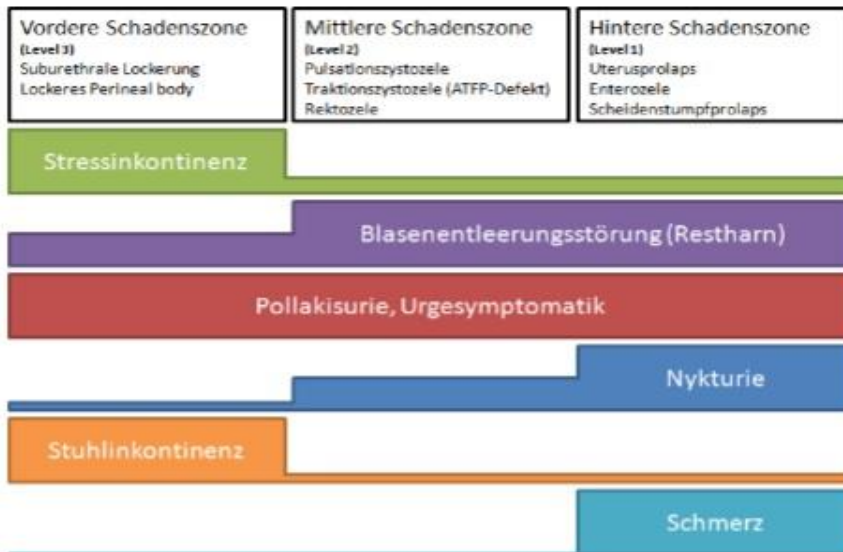 Vordere Schadenszone
(Level 3)
Suburethrale Lockerung
Lockeres Perineal body
Mittlere Schadenszone
(Level 2)
Pulsationszystozele
Traktionszystozele (ATFP-Defekt)
Rektozele
Hintere Schadenszone
(Level 1)
Uterusprolaps
Enterozele
Scheidenstumpfprolaps
Stressinkontinenz
Blasenentleerungsstörung (Restharn)
Pollakisurie, Urgesymptomatik
Nykturie
Stuhlinkontinenz
Schmerz